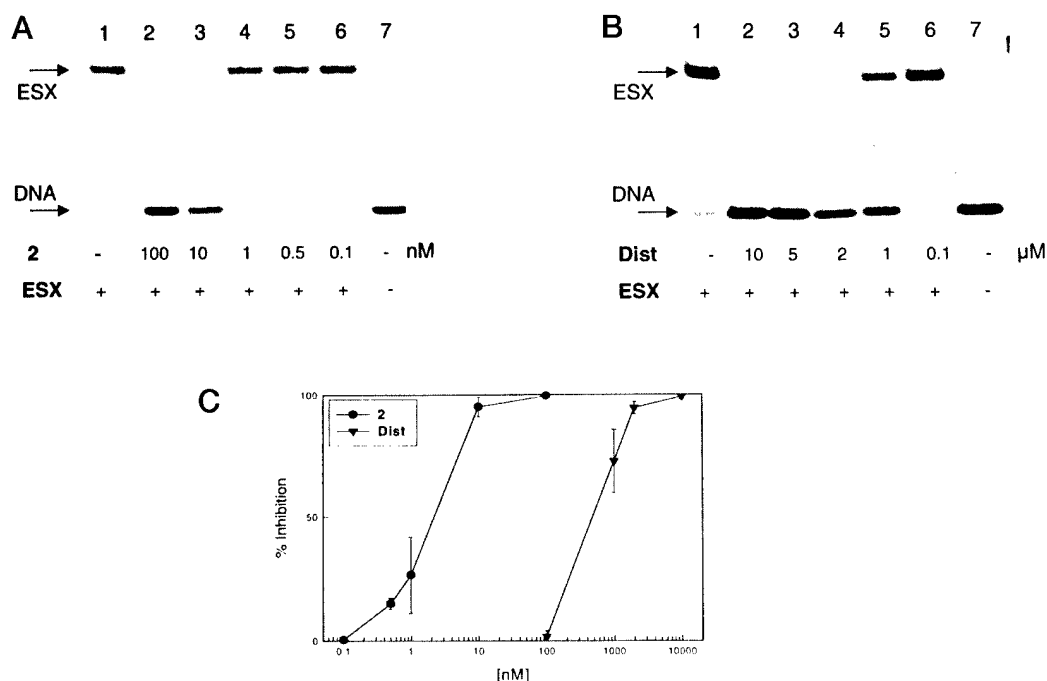 A
1 2 3 4 5 6 7
ESX
DNA
2 - 100 10 1 0.5 0.1 - nM
ESX + + + + + + -
B
1 2 3 4 5 6 7
ESX
DNA
Dist - 10 5 2 1 0.1 - µM
ESX + + + + + + -
C
100
50
0
% Inhibition
2
Dist
0 1 1 10 100 1000 10000
[nM]